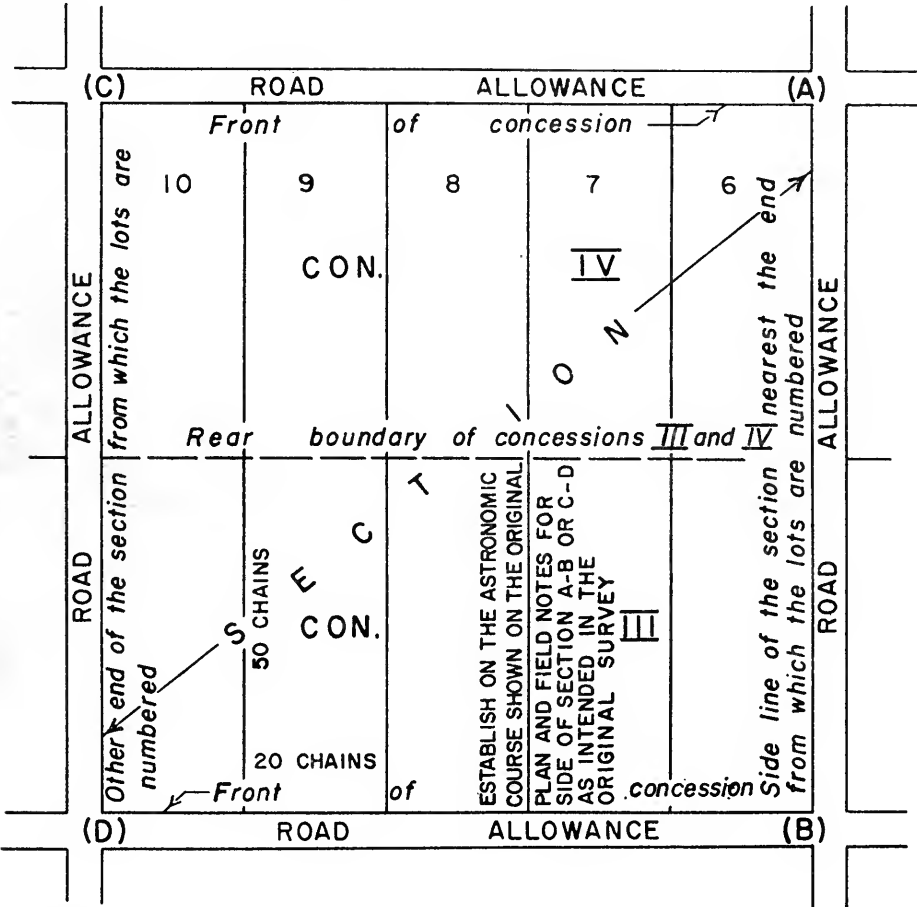 (C) ROAD ALLOWANCE (A)
Front of concession
10 9 8 7 6
CON. IV
ROAD ALLOWANCE
Other end of the section from which the lots are
numbered
Side line of the section nearest the end
from which the lots are numbered
ROAD ALLOWANCE
SECTION
Rear boundary of concessions III and IV
50 CHAINS
CON. III
20 CHAINS
ESTABLISH ON THE ASTRONOMIC
COURSE SHOWN ON THE ORIGINAL
PLAN AND FIELD NOTES FOR
SIDE OF SECTION A-B OR C-D
AS INTENDED IN THE
ORIGINAL SURVEY
Front of concession
(D) ROAD ALLOWANCE (B)